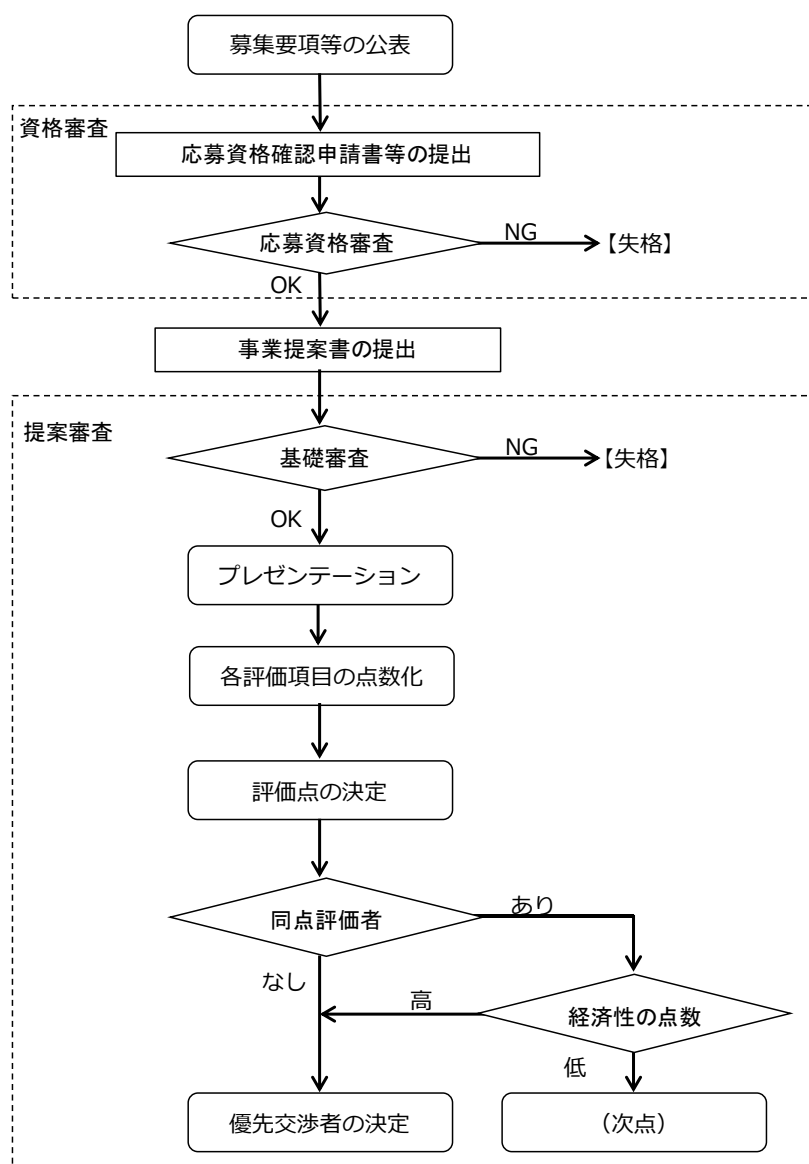 募集要項等の公表
資格審査
応募資格確認申請書等の提出
応募資格審査
NG
【失格】
OK
事業提案書の提出
提案審査
基礎審査
NG
【失格】
OK
プレゼンテーション
各評価項目の点数化
評価点の決定
同点評価者
あり
なし
高
経済性の点数
低
優先交渉者の決定
（次点）